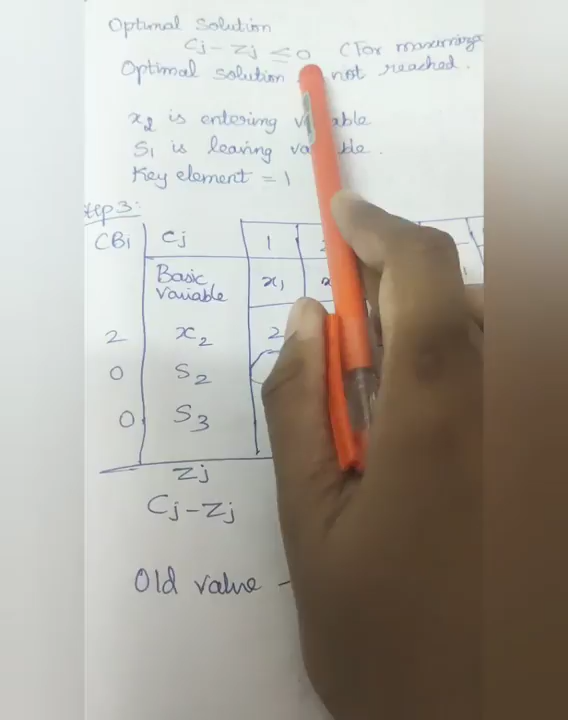 Optimal Solution
Cj - Zj ≤ 0 (For maximiza
Optimal solution not reached.
x2 is entering
S1 is leaving
Key element = 1
tep 3:
CBi Cj 1
Basic variable x1
2 x2 2
0 S2
0 S3
Zj
Cj - Zj
Old value -